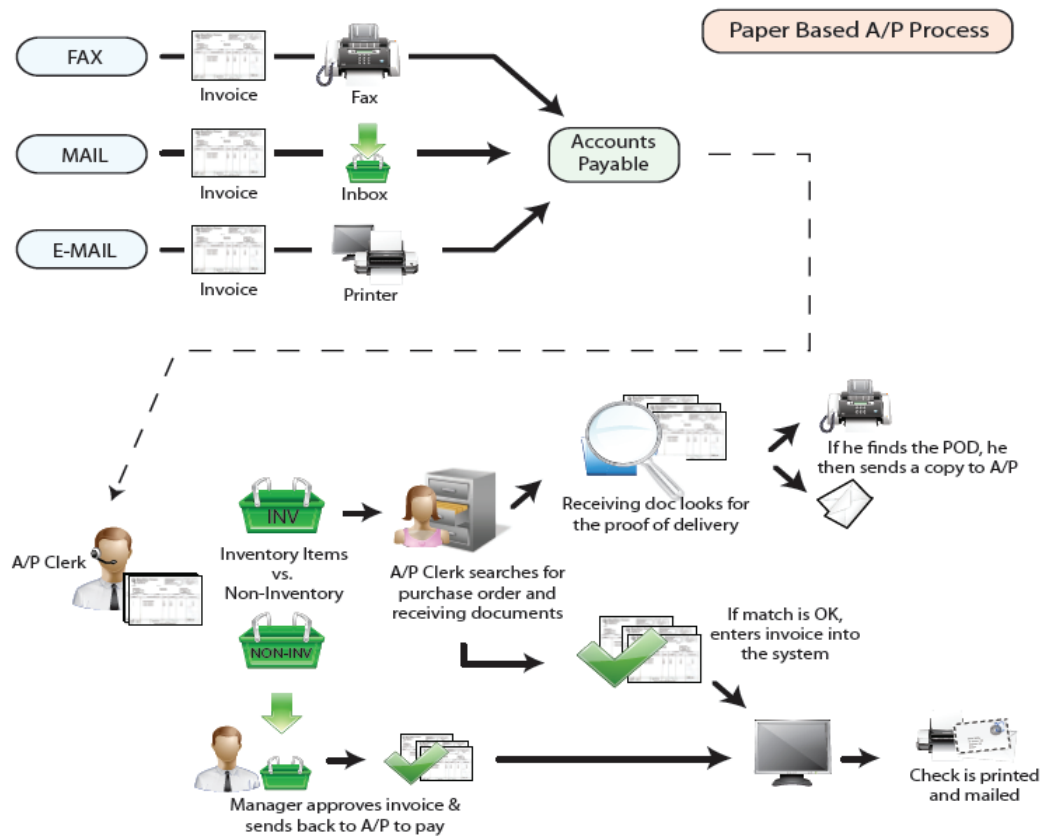 Paper Based A/P Process
FAX
Invoice
Fax
MAIL
Invoice
Inbox
Accounts
Payable
E-MAIL
Invoice
Printer
A/P Clerk
INV
Inventory Items
vs.
Non-Inventory
NON-INV
A/P Clerk searches for
purchase order and
receiving documents
Receiving doc looks for
the proof of delivery
If he finds the POD, he
then sends a copy to A/P
If match is OK,
enters invoice into
the system
Manager approves invoice &
sends back to A/P to pay
Check is printed
and mailed